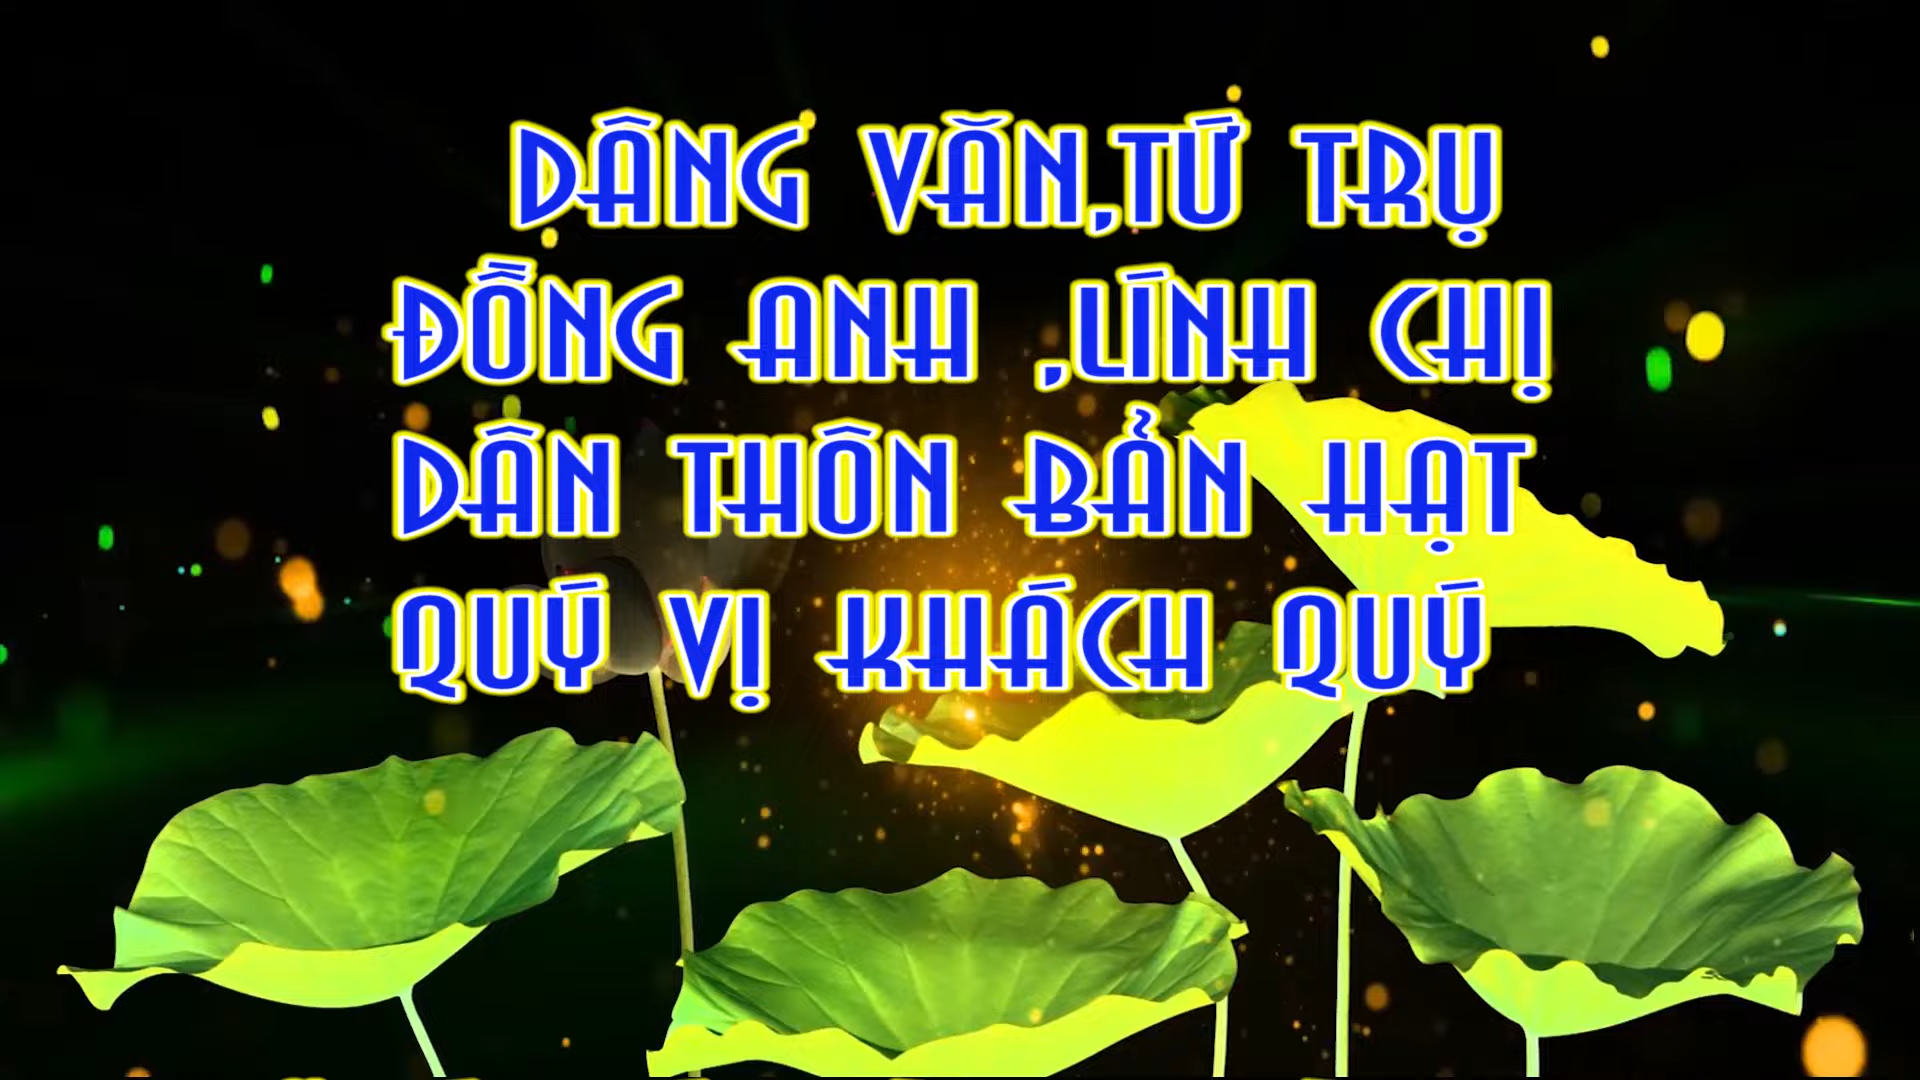 DÂNG VĂN,TỨ TRỤ
ĐỒNG ANH ,LÍNH CHỊ
DÂN THÔN BẢN HẠT
QUÝ VỊ KHÁCH QUÝ